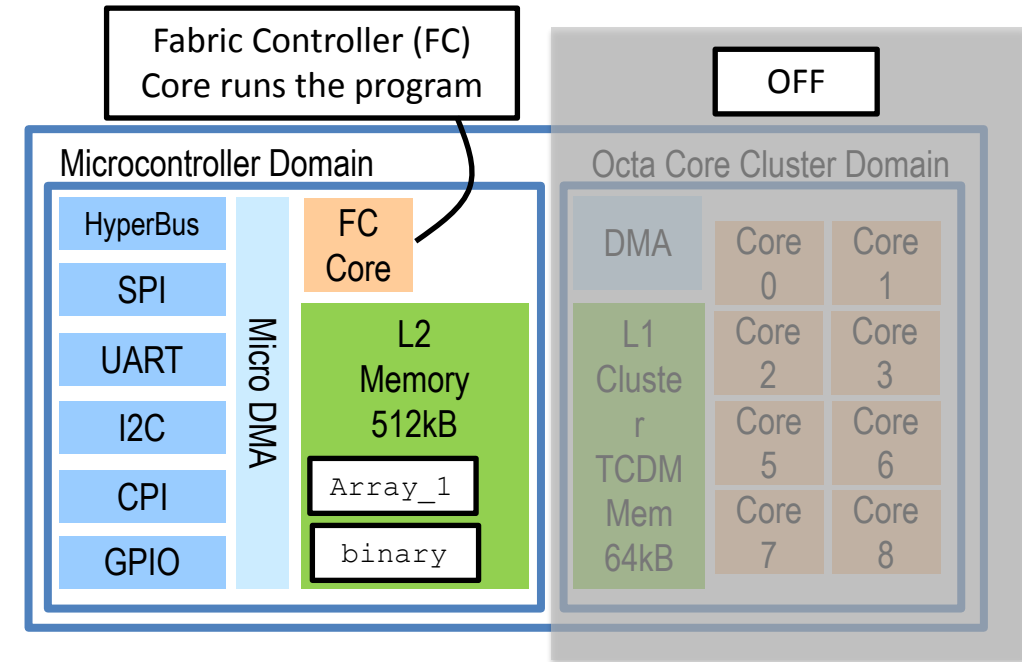 Fabric Controller (FC)
Core runs the program
OFF
Microcontroller Domain
Octa Core Cluster Domain
HyperBus
SPI
UART
I2C
CPI
GPIO
Micro DMA
FC
Core
L2
Memory
512kB
Array_1
binary
DMA
L1
Cluste
r
TCDM
Mem
64kB
Core
0
Core
1
Core
2
Core
3
Core
5
Core
6
Core
7
Core
8